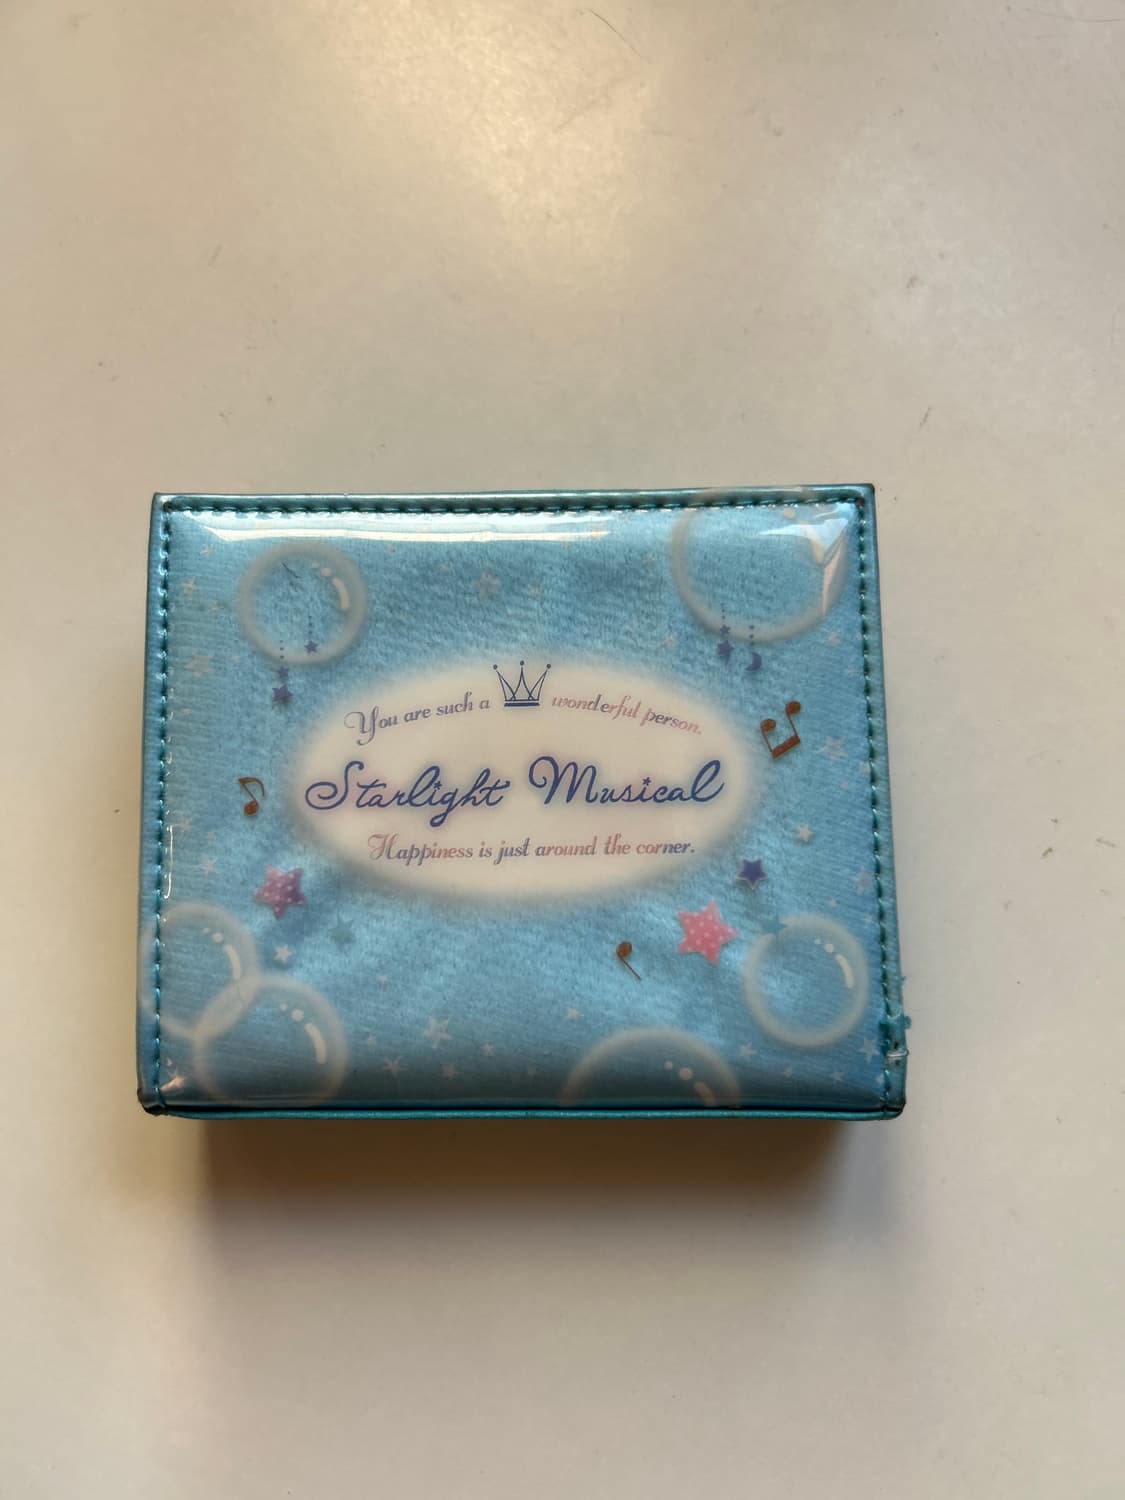 You are such a wonderful person.
Starlight Musical
Happiness is just around the corner.